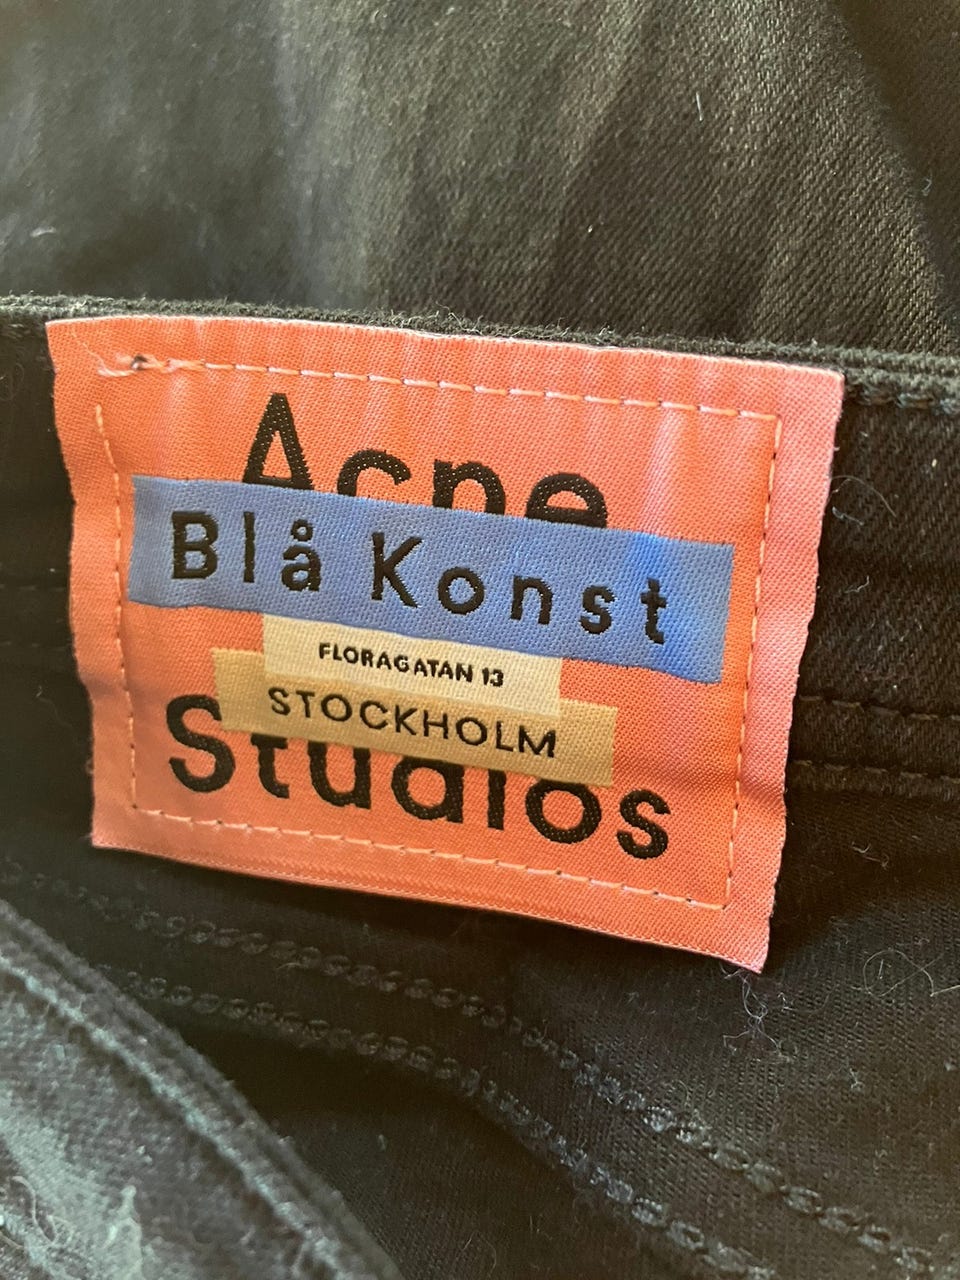 Acne
Blå Konst
FLORAGATAN 13
STOCKHOLM
Studios